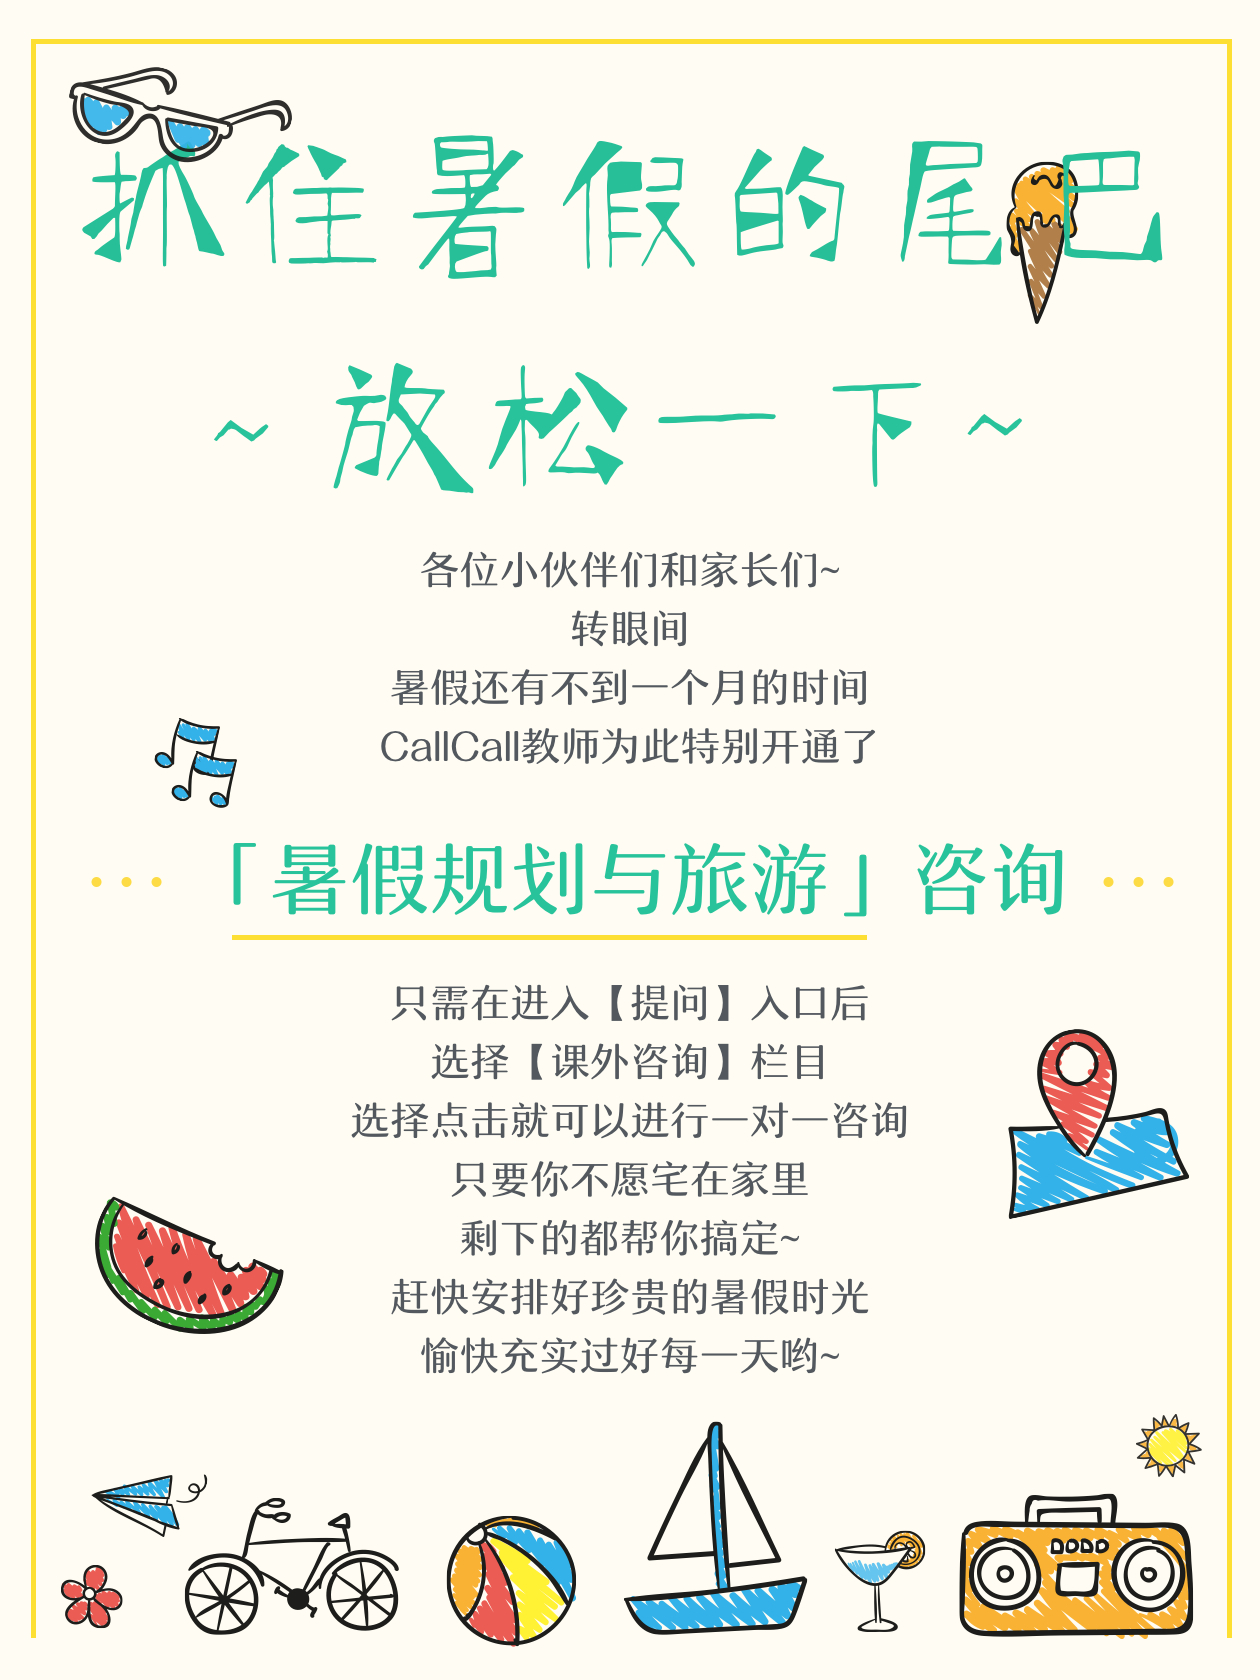 抓住暑假的尾巴
~放松一下~
各位小伙伴们和家长们~
转眼间
暑假还有不到一个月的时间
CallCall教师为此特别开通了
···「暑假规划与旅游」咨询···
只需在进入【提问】入口后
选择【课外咨询】栏目
选择点击就可以进行一对一咨询
只要你不愿宅在家里
剩下的都帮你搞定~
赶快安排好珍贵的暑假时光
愉快充实过好每一天哟~